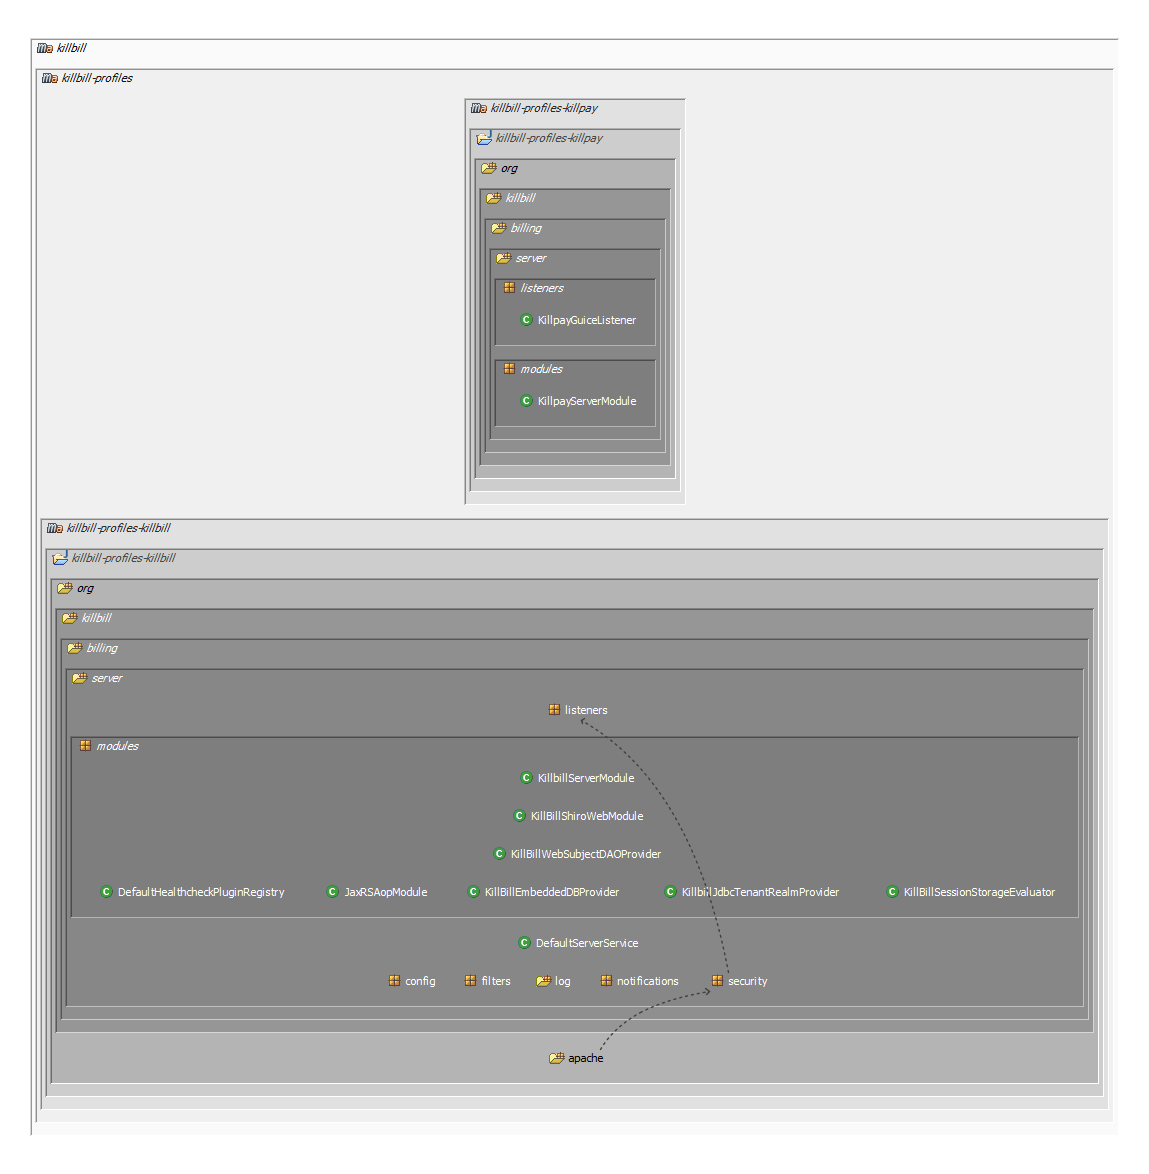 killbill
killbill-profiles
killbill-profiles-killpay
killbill-profiles-killpay
org
killbill
billing
server
listeners
KillpayGuiceListener
modules
KillpayServerModule
killbill-profiles-killbill
killbill-profiles-killbill
org
killbill
billing
server
listeners
modules
KillbillServerModule
KillBillShiroWebModule
KillBillWebSubjectDAOProvider
DefaultHealthcheckPluginRegistry JaxRSAopModule KillBillEmbeddedDBProvider KillbillJdbcTenantRealmProvider KillBillSessionStorageEvaluator
DefaultServerService
config filters log notifications security
apache